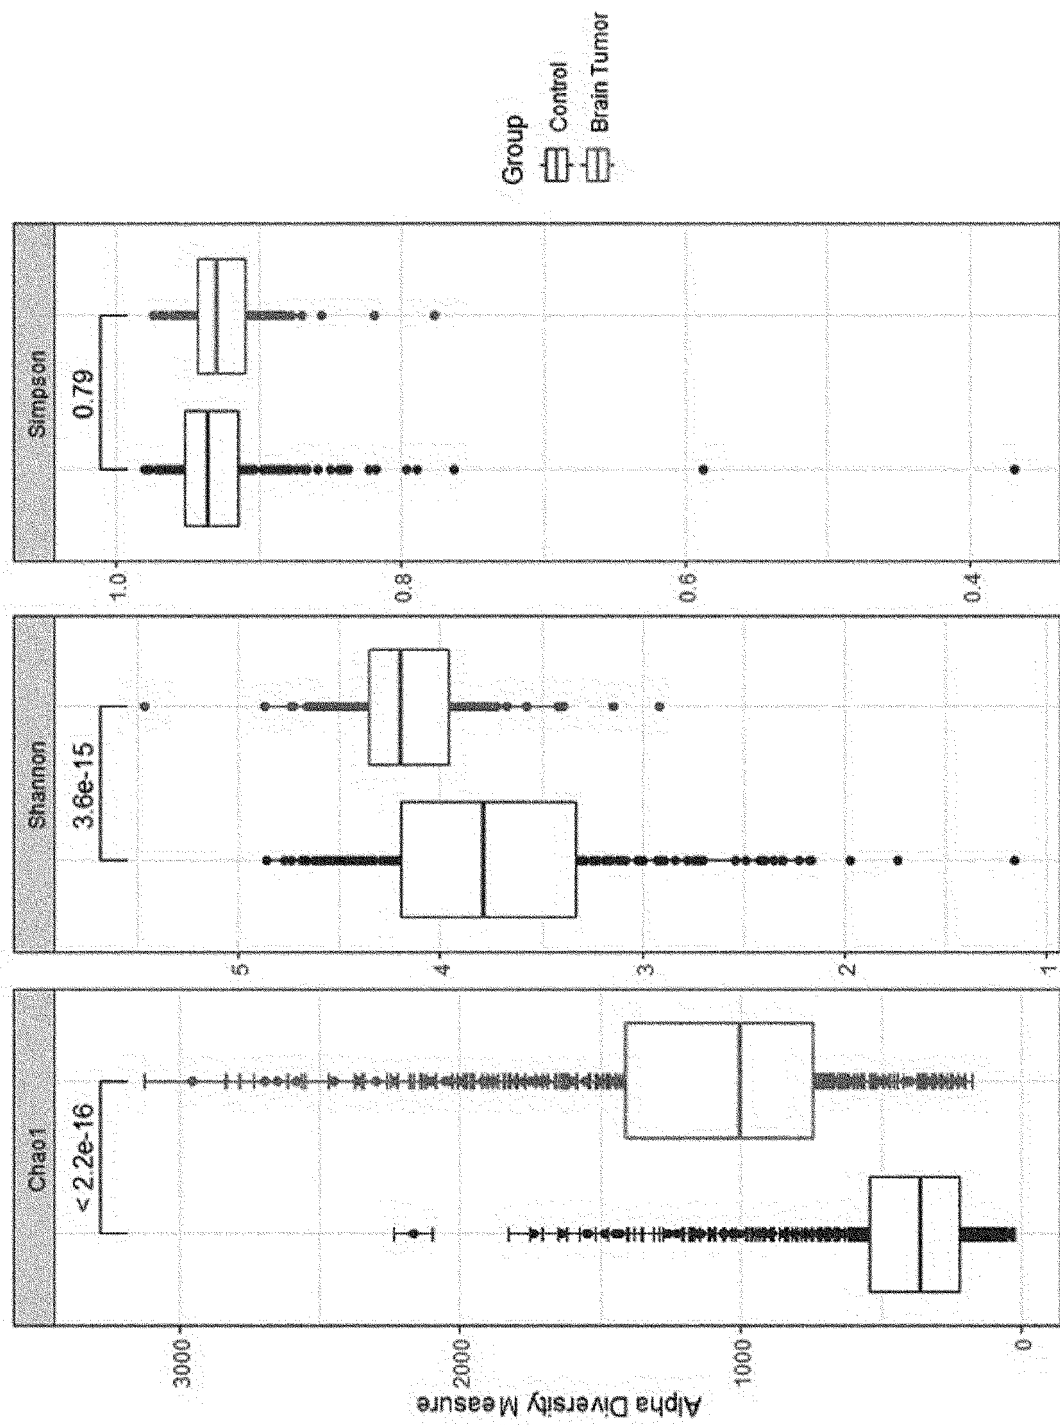 Alpha Diversity Measure
Chao1
< 2.2e-16
3000
2000
1000
0
Shannon
3.6e-15
5
4
3
2
1
Simpson
0.79
1.0
0.8
0.6
0.4
Group
Control
Brain Tumor